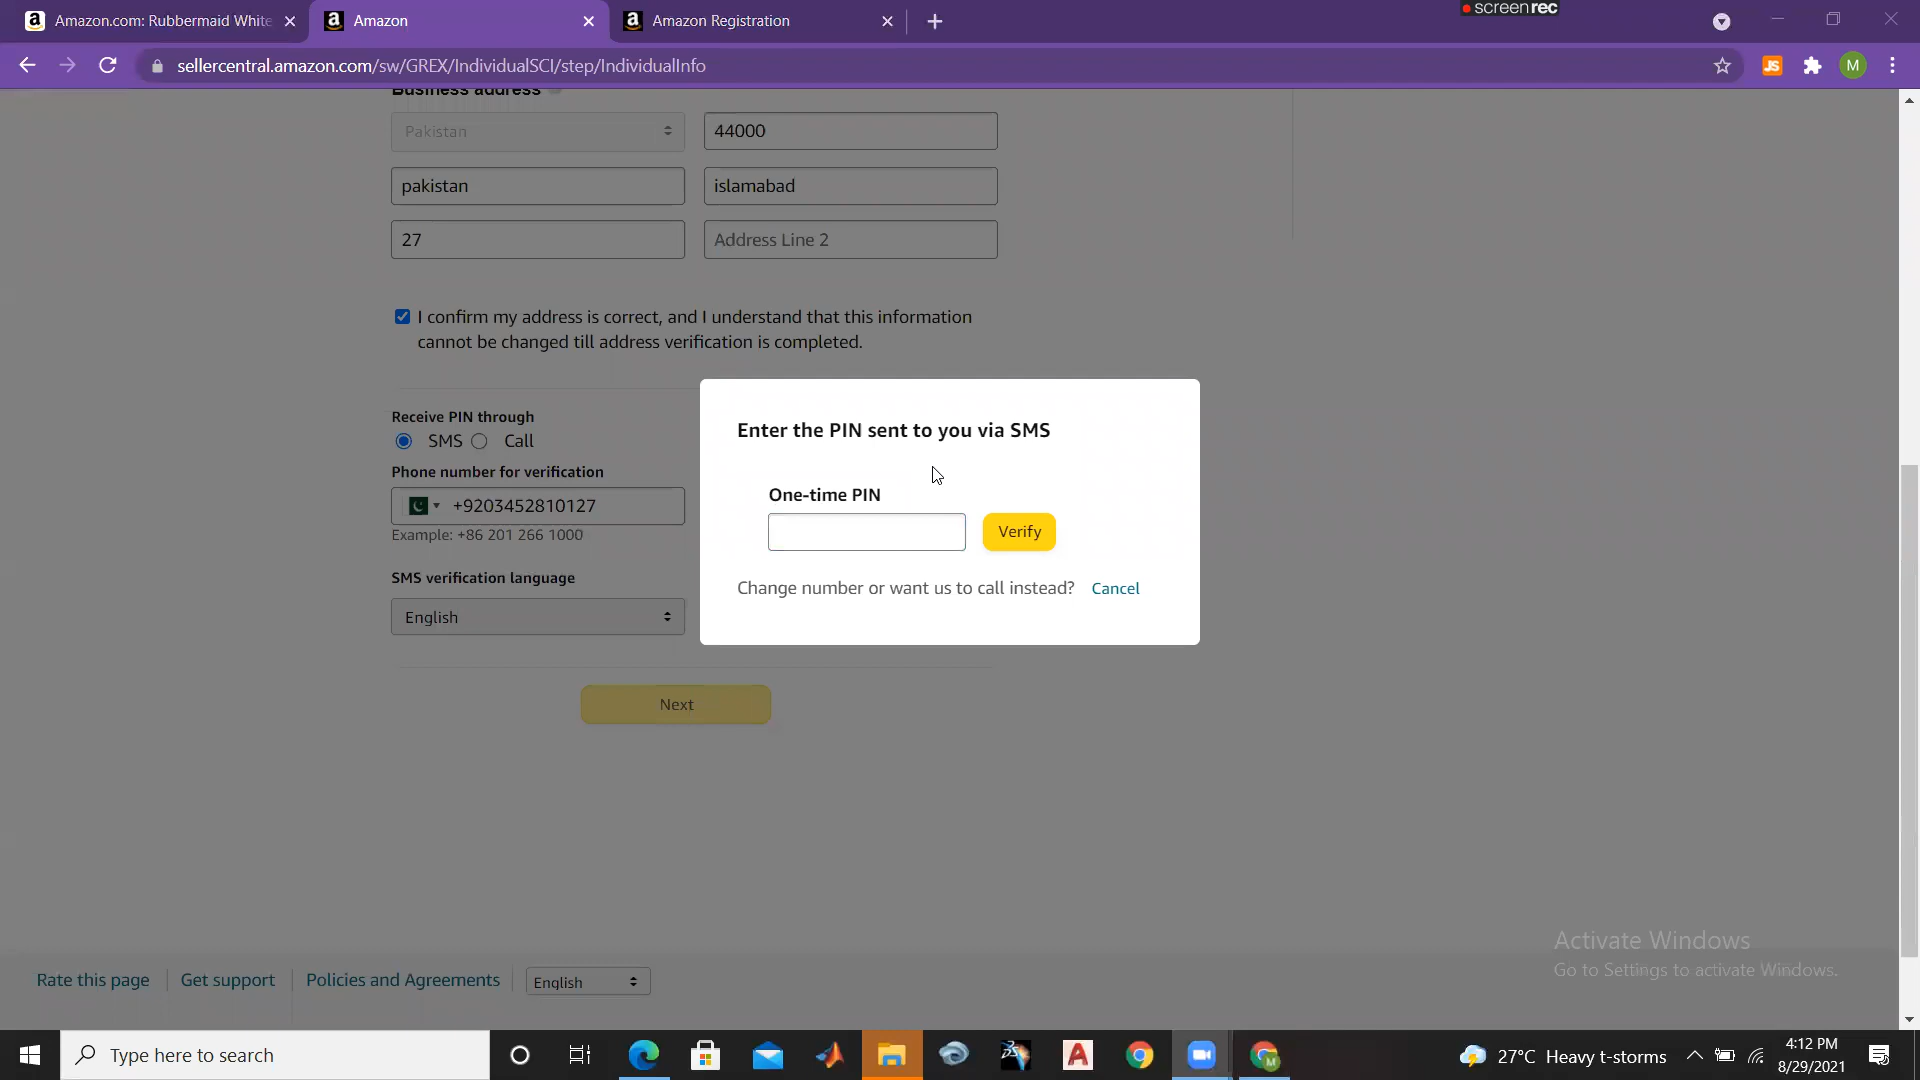 Amazon.com: Rubbermaid White
Amazon
Amazon Registration
screenrec
sellercentral.amazon.com/sw/GREX/IndividualSCI/step/IndividualInfo
JS
M
Business address
Pakistan
44000
pakistan
islamabad
27
Address Line 2
I confirm my address is correct, and I understand that this information
cannot be changed till address verification is completed.
Receive PIN through
SMS
Call
Phone number for verification
+9203452810127
Example: +86 201 266 1000
SMS verification language
English
Next
Enter the PIN sent to you via SMS
One-time PIN
Verify
Change number or want us to call instead? Cancel
Activate Windows
Go to Settings to activate Windows.
Rate this page
Get support
Policies and Agreements
English
Type here to search
27°C Heavy t-storms
4:12 PM
8/29/2021